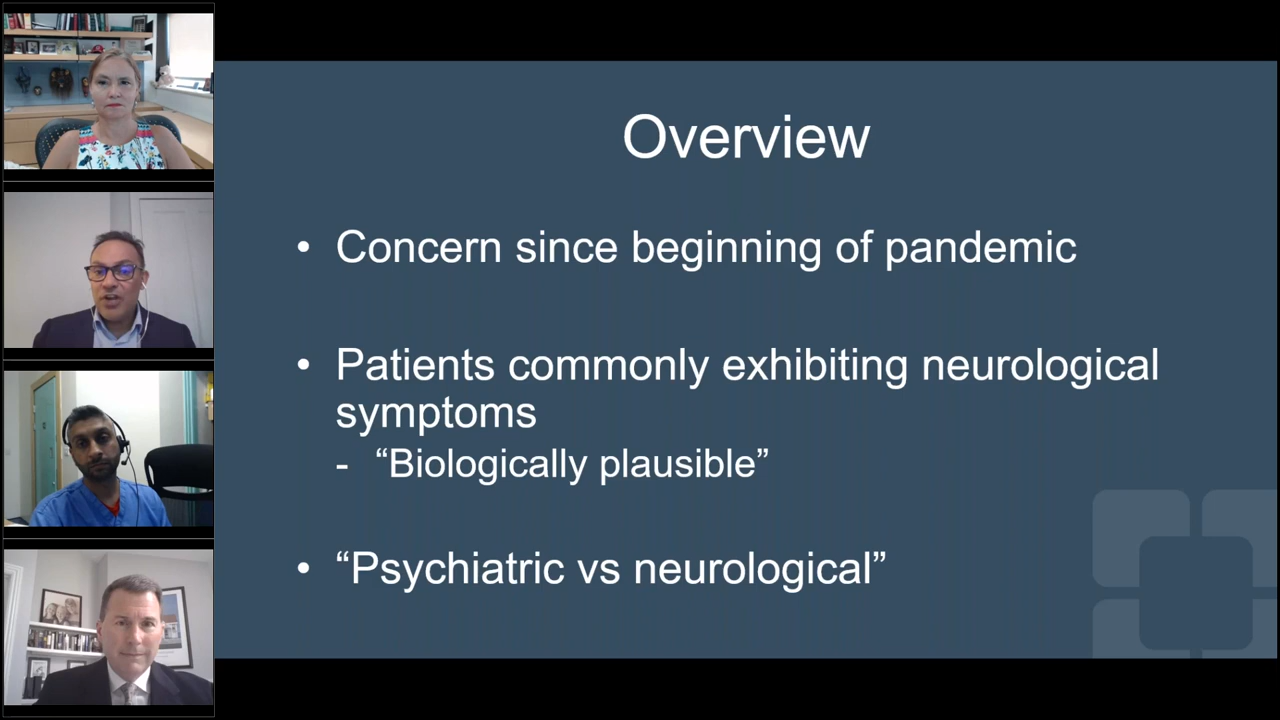 Overview
• Concern since beginning of pandemic
• Patients commonly exhibiting neurological
symptoms
- “Biologically plausible”
• “Psychiatric vs neurological”